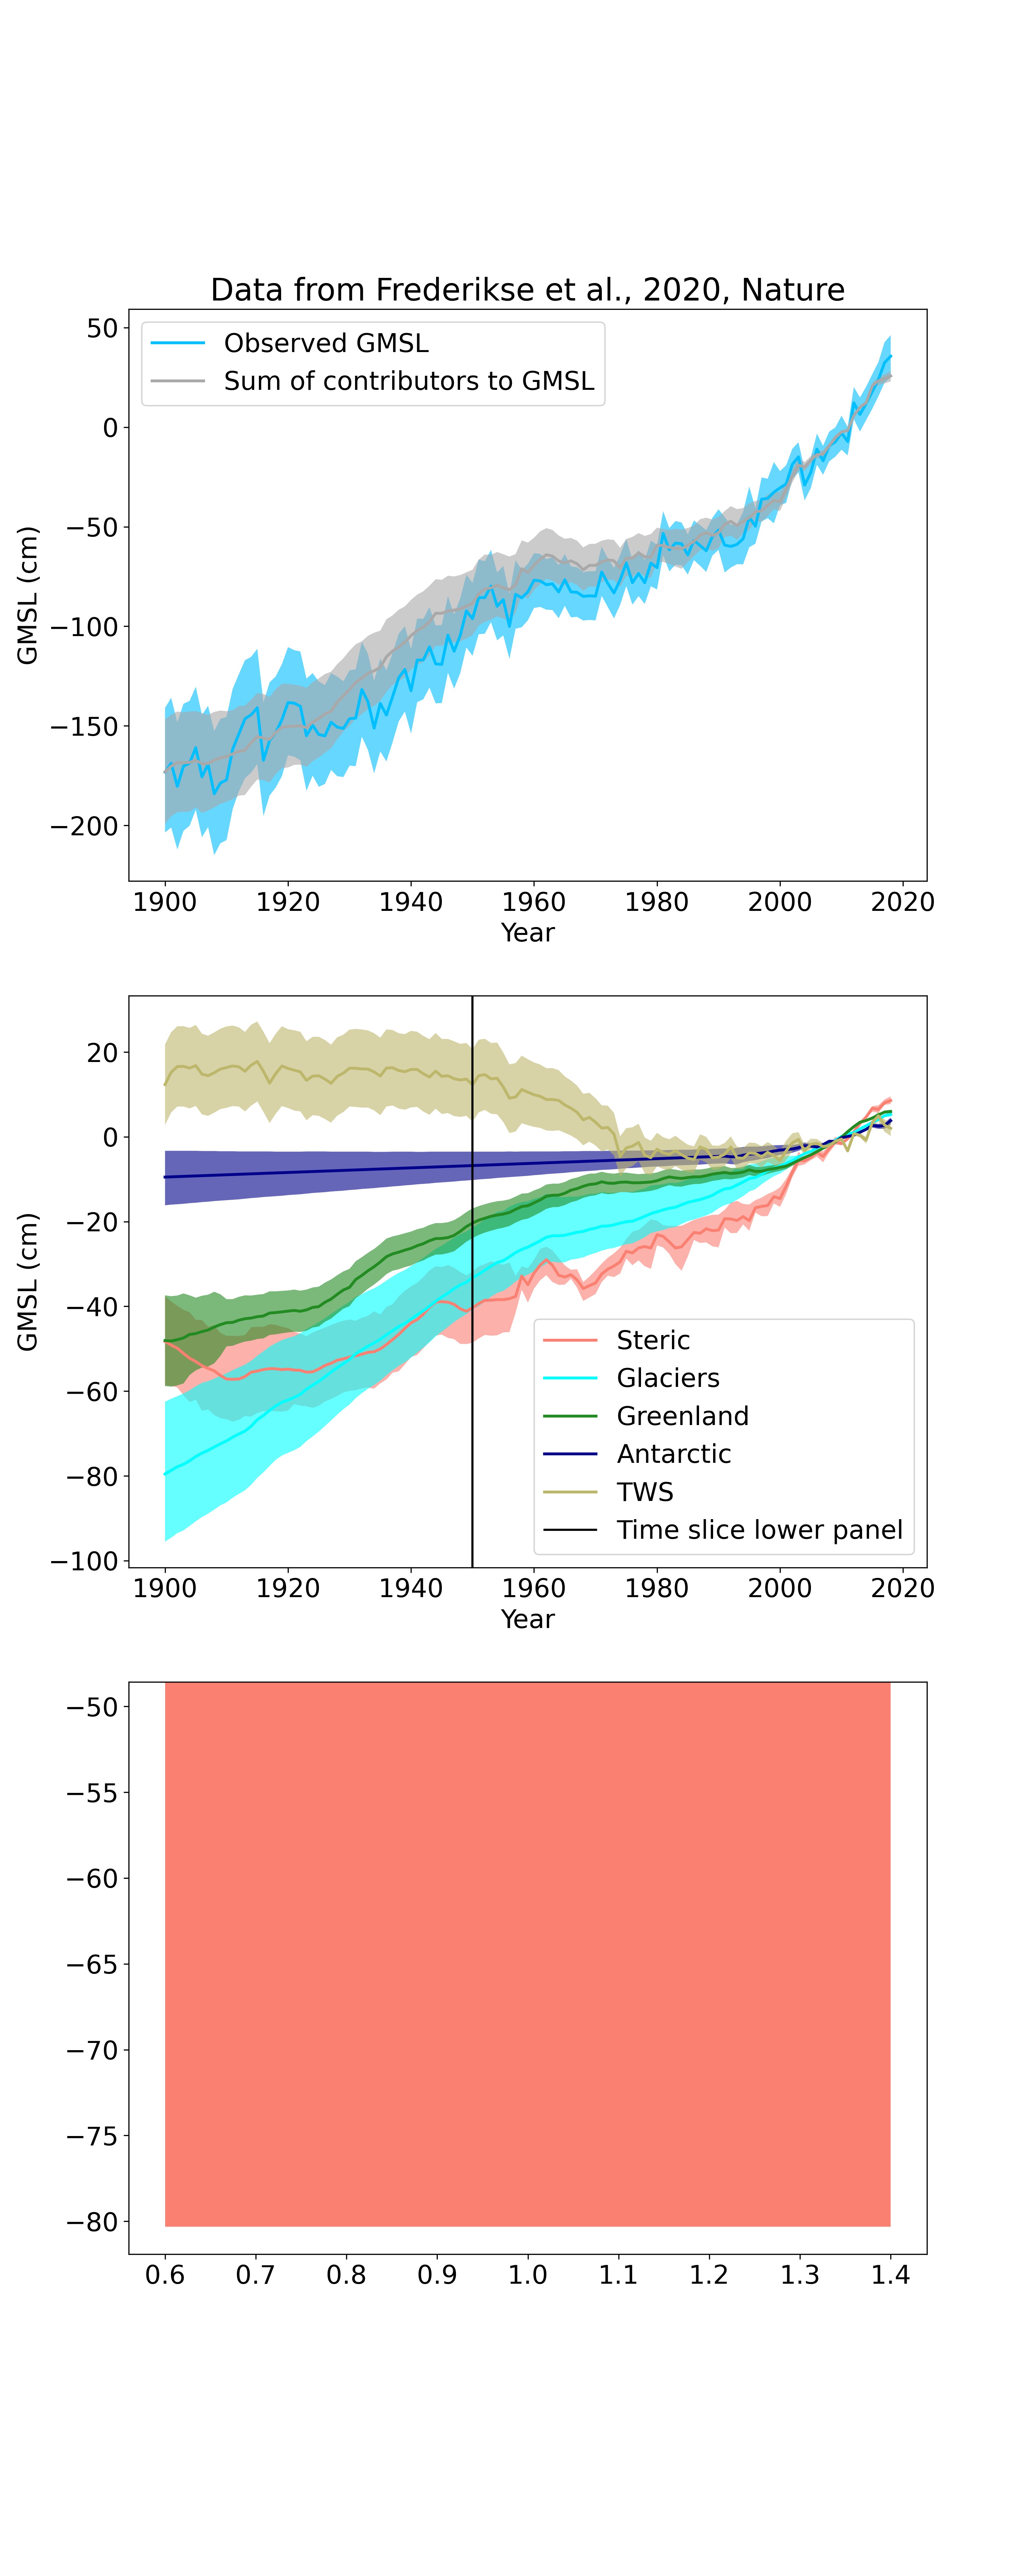 Data from Frederikse et al., 2020, Nature
50
0
−50
−100
−150
−200
GMSL (cm)
Observed GMSL
Sum of contributors to GMSL
1900 1920 1940 1960 1980 2000 2020
Year
20
0
−20
−40
−60
−80
−100
GMSL (cm)
Steric
Glaciers
Greenland
Antarctic
TWS
Time slice lower panel
1900 1920 1940 1960 1980 2000 2020
Year
−50
−55
−60
−65
−70
−75
−80
0.6 0.7 0.8 0.9 1.0 1.1 1.2 1.3 1.4